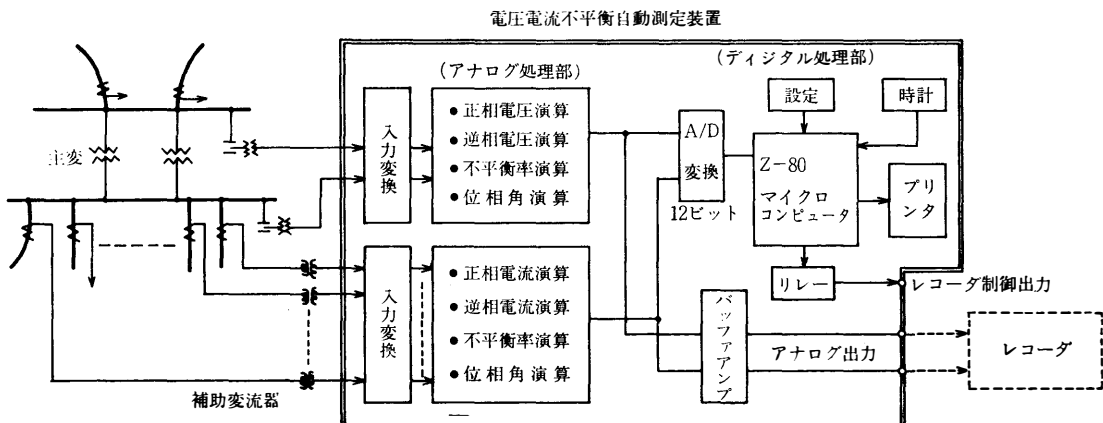 電圧電流不平衡自動測定装置
(アナログ処理部)
(ディジタル処理部)
主変
入力変換
● 正相電圧演算
● 逆相電圧演算
● 不平衡率演算
● 位相角演算
A/D
変換
12ビット
設定
時計
Z-80
マイクロ
コンピュータ
プリンタ
リレー
レコーダ制御出力
入力変換
● 正相電流演算
● 逆相電流演算
● 不平衡率演算
● 位相角演算
バッファアンプ
アナログ出力
レコーダ
補助変流器